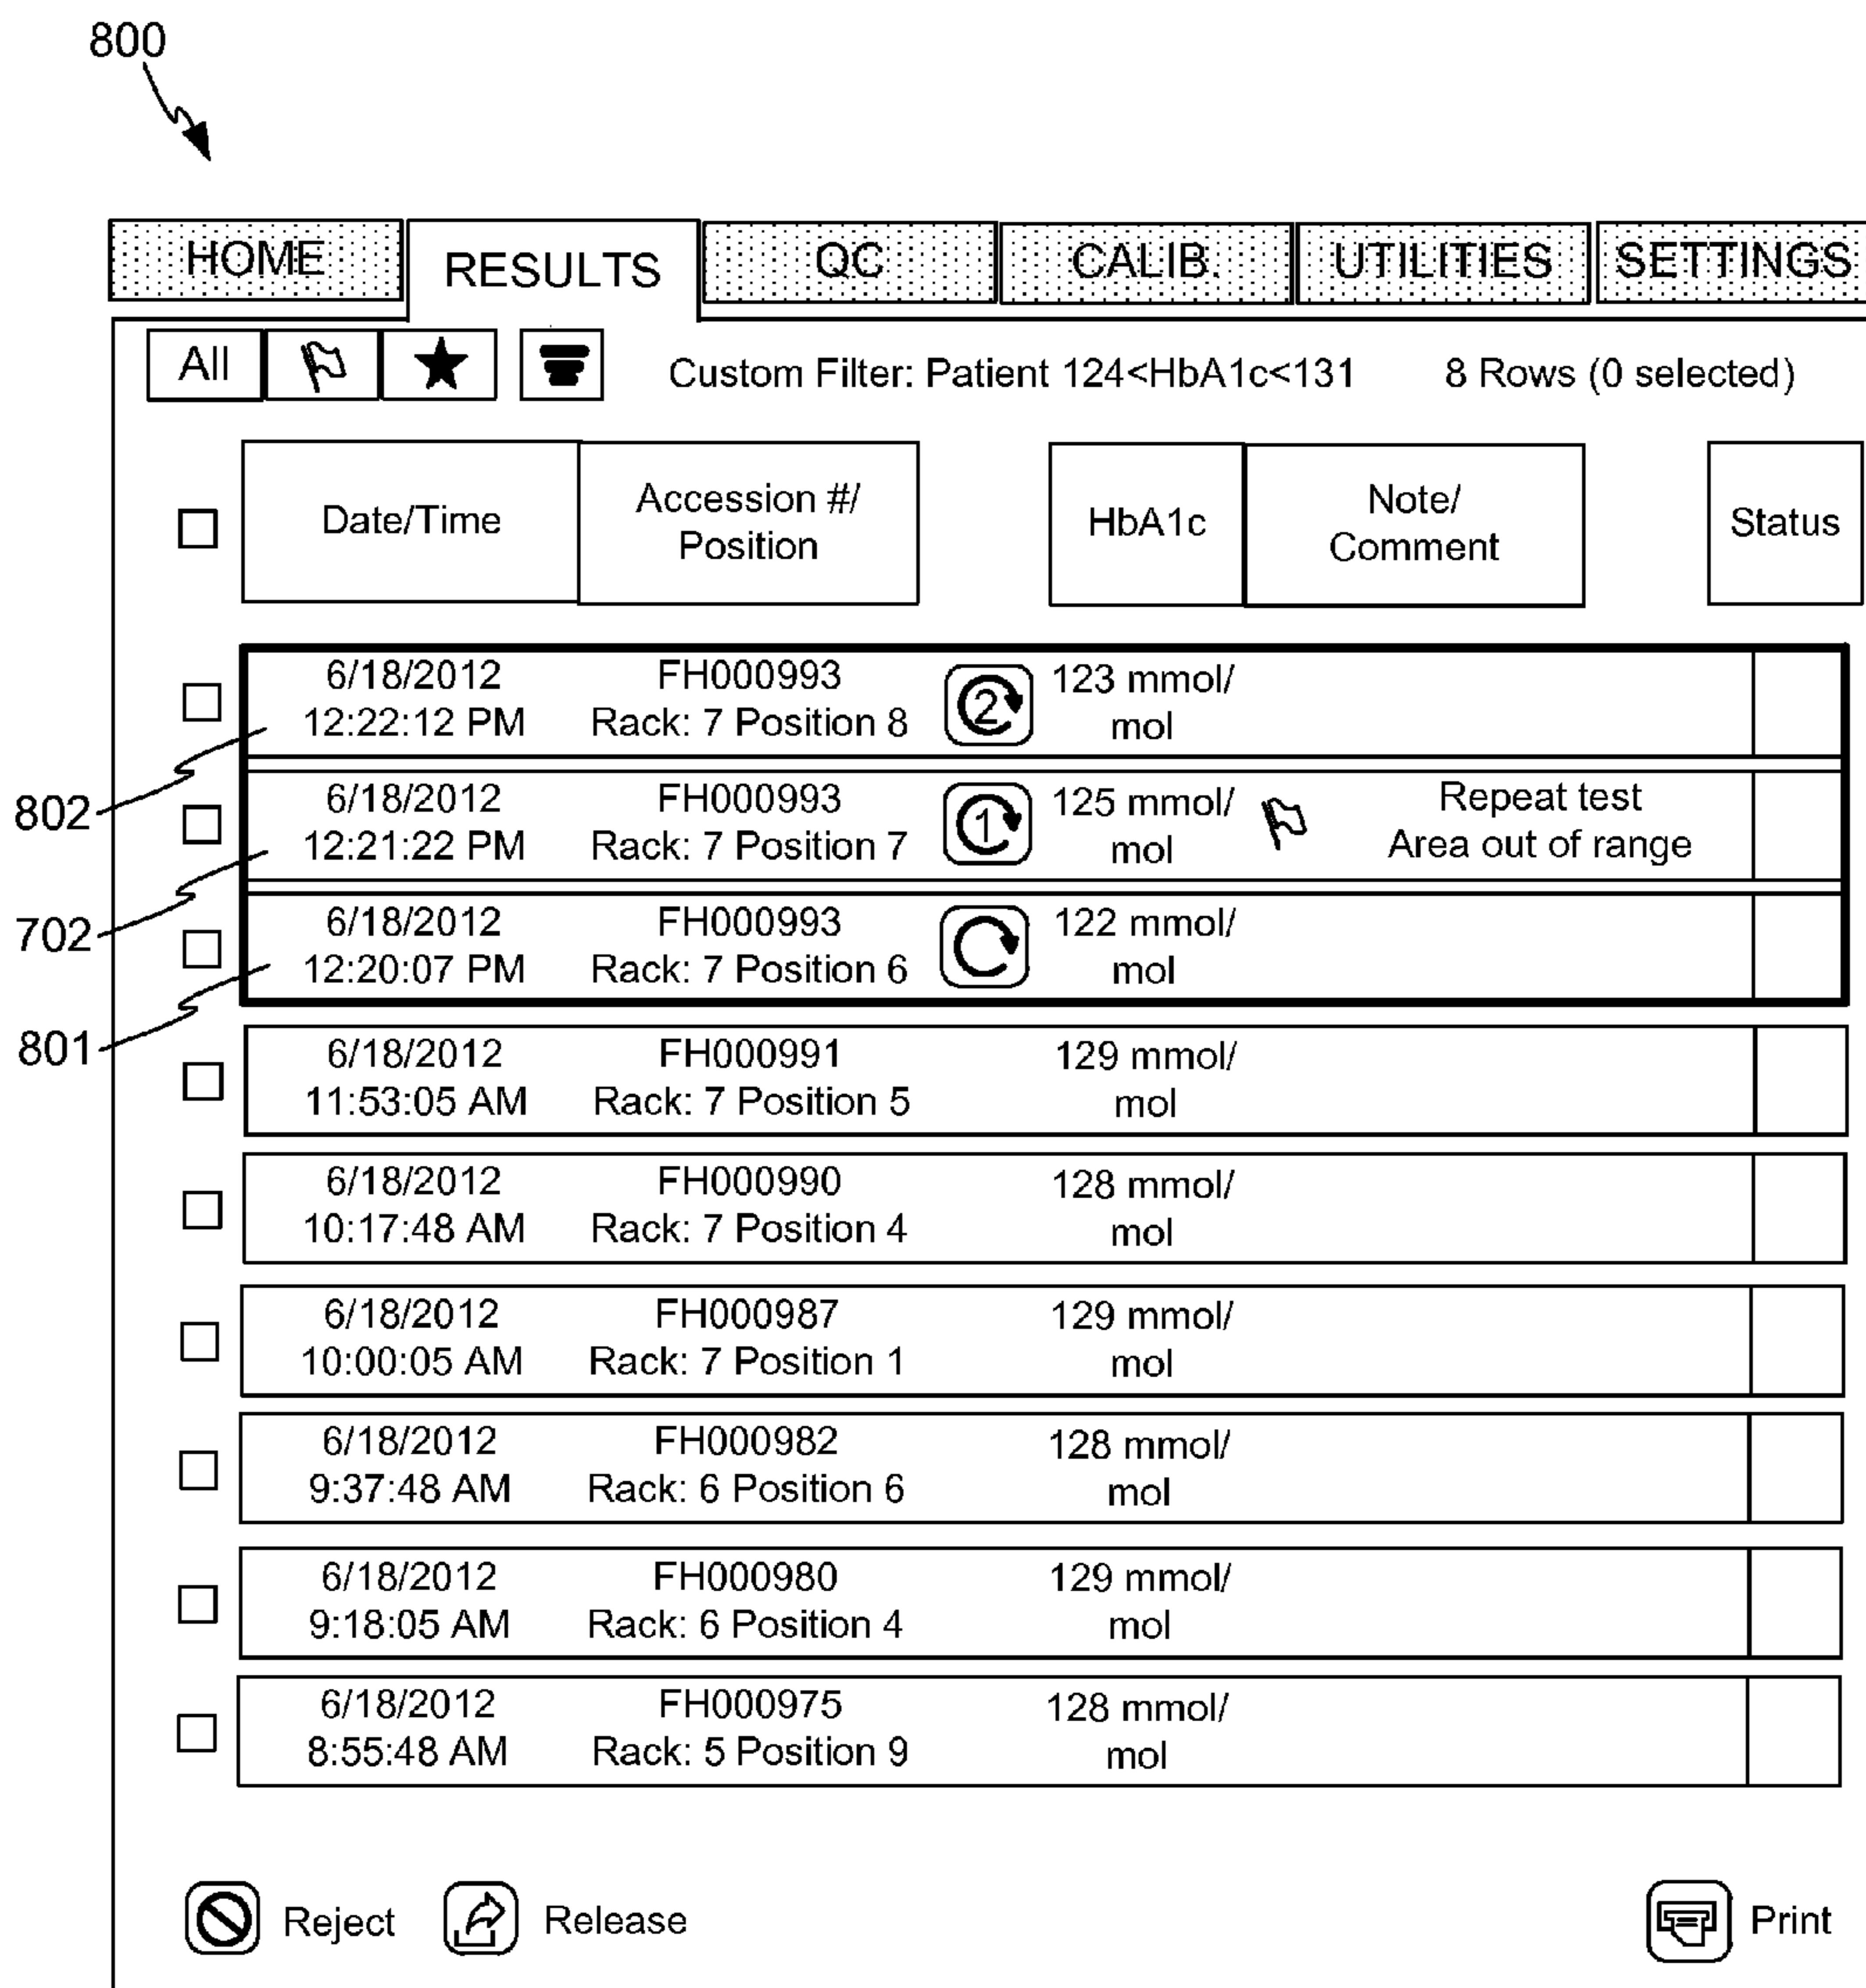 800
HOME RESULTS QC CALIB. UTILITIES SETTINGS
All Custom Filter: Patient 124<HbA1c<131 8 Rows (0 selected)
Date/Time Accession #/ HbA1c Note/ Status
Position Comment
6/18/2012 FH000993 2 123 mmol/
12:22:12 PM Rack: 7 Position 8 mol
802
6/18/2012 FH000993 1 125 mmol/ Repeat test
12:21:22 PM Rack: 7 Position 7 mol Area out of range
702
6/18/2012 FH000993 122 mmol/
12:20:07 PM Rack: 7 Position 6 mol
801
6/18/2012 FH000991 129 mmol/
11:53:05 AM Rack: 7 Position 5 mol
6/18/2012 FH000990 128 mmol/
10:17:48 AM Rack: 7 Position 4 mol
6/18/2012 FH000987 129 mmol/
10:00:05 AM Rack: 7 Position 1 mol
6/18/2012 FH000982 128 mmol/
9:37:48 AM Rack: 6 Position 6 mol
6/18/2012 FH000980 129 mmol/
9:18:05 AM Rack: 6 Position 4 mol
6/18/2012 FH000975 128 mmol/
8:55:48 AM Rack: 5 Position 9 mol
Reject Release Print